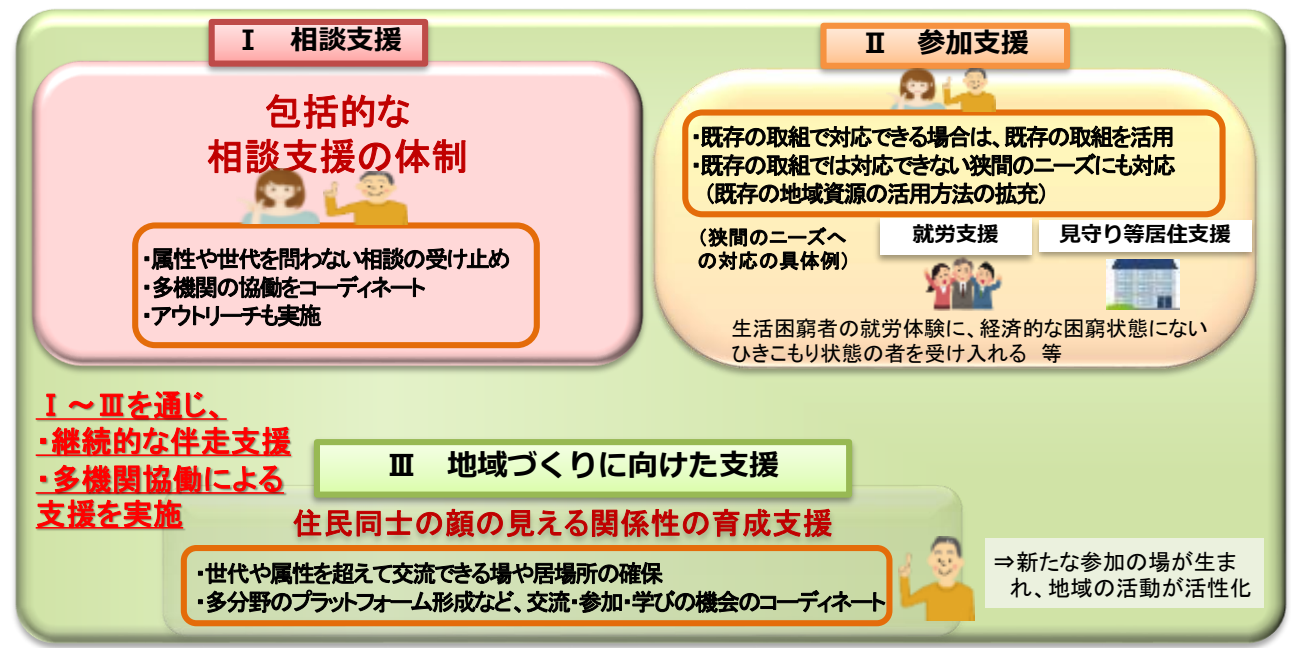 Ⅰ　相談支援
包括的な
相談支援の体制
・属性や世代を問わない相談の受け止め
・多機関の協働をコーディネート
・アウトリーチも実施
Ⅱ　参加支援
・既存の取組で対応できる場合は、既存の取組を活用
・既存の取組では対応できない狭間のニーズにも対応
（既存の地域資源の活用方法の拡充）
（狭間のニーズへ
の対応の具体例）
就労支援
見守り等居住支援
生活困窮者の就労体験に、経済的な困窮状態にない
ひきこもり状態の者を受け入れる　等
Ⅰ～Ⅲを通じ、
・継続的な伴走支援
・多機関協働による
支援を実施
Ⅲ　地域づくりに向けた支援
住民同士の顔の見える関係性の育成支援
・世代や属性を超えて交流できる場や居場所の確保
・多分野のプラットフォーム形成など、交流・参加・学びの機会のコーディネート
⇒新たな参加の場が生ま
れ、地域の活動が活性化